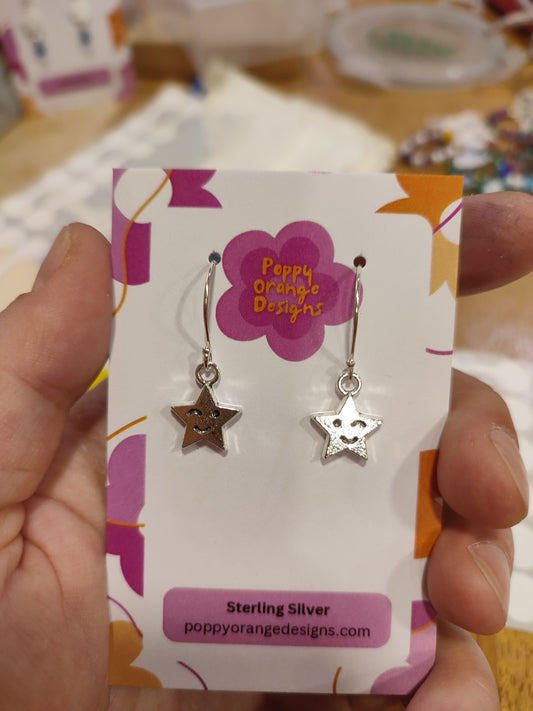 Poppy
Orange
Designs
Sterling Silver
poppyorangedesigns.com